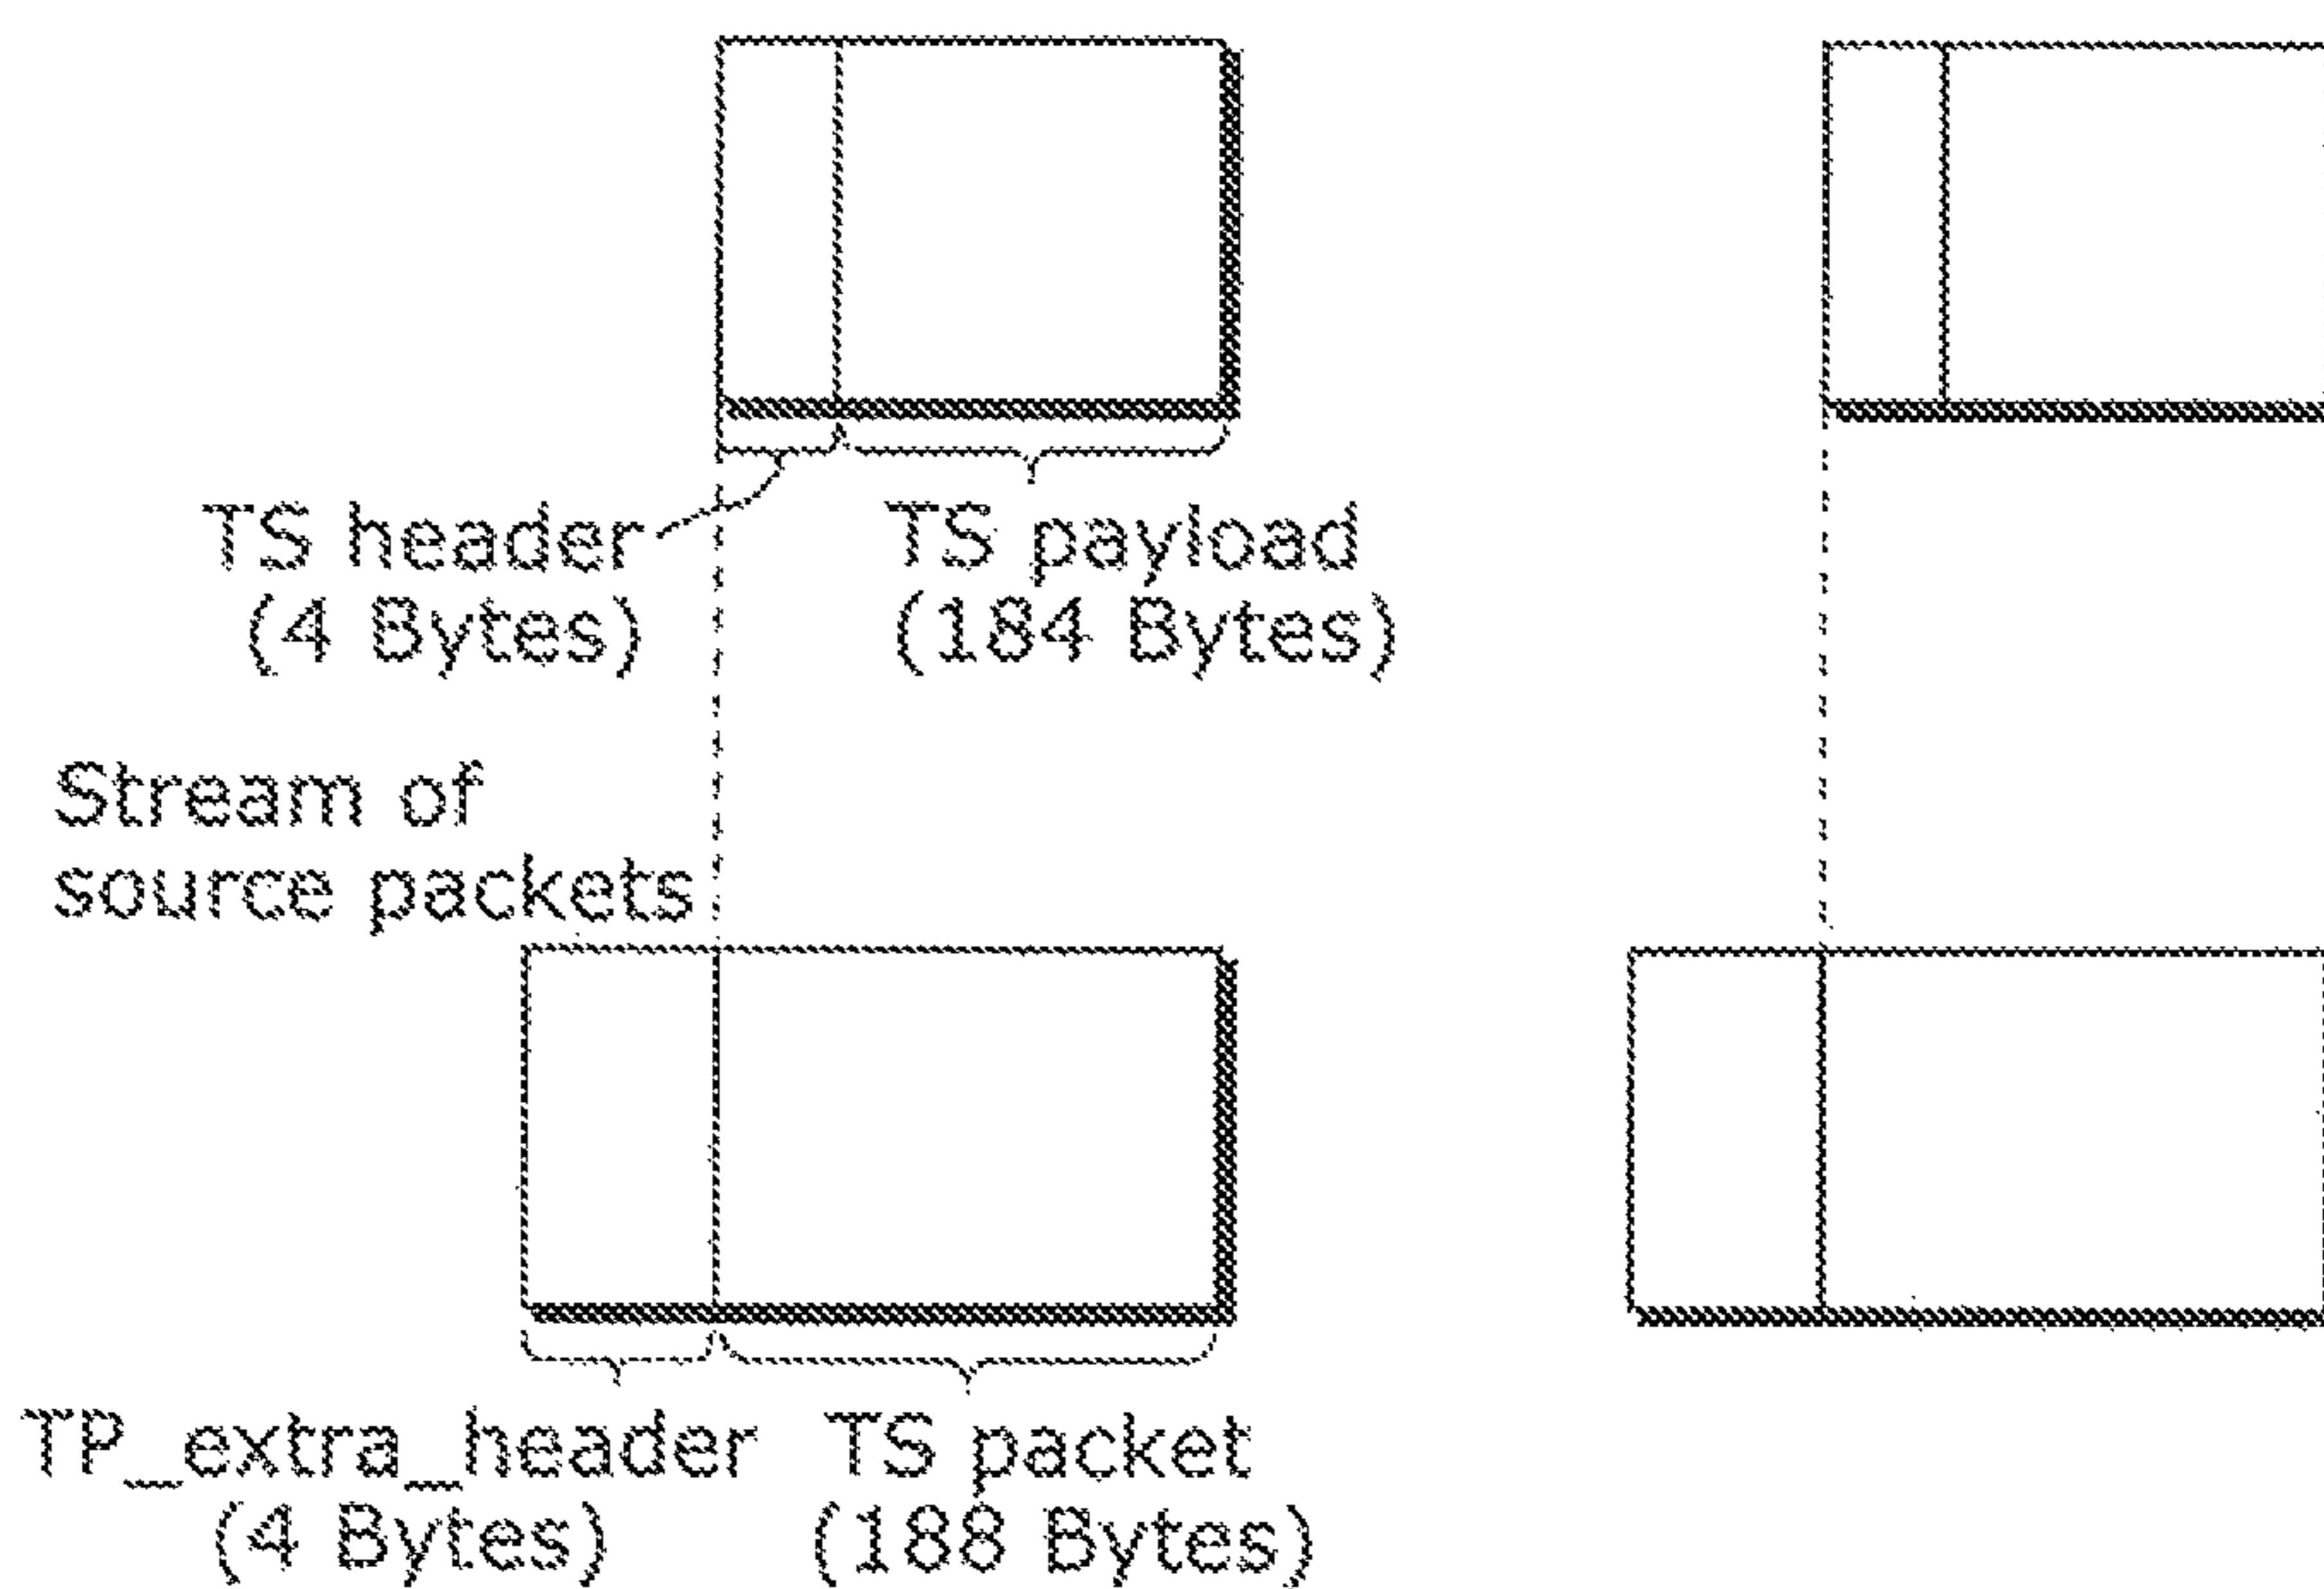 TS header
(4 Bytes)
TS payload
(184 Bytes)
Stream of
source packets
TP_extra_header
(4 Bytes)
TS packet
(188 Bytes)